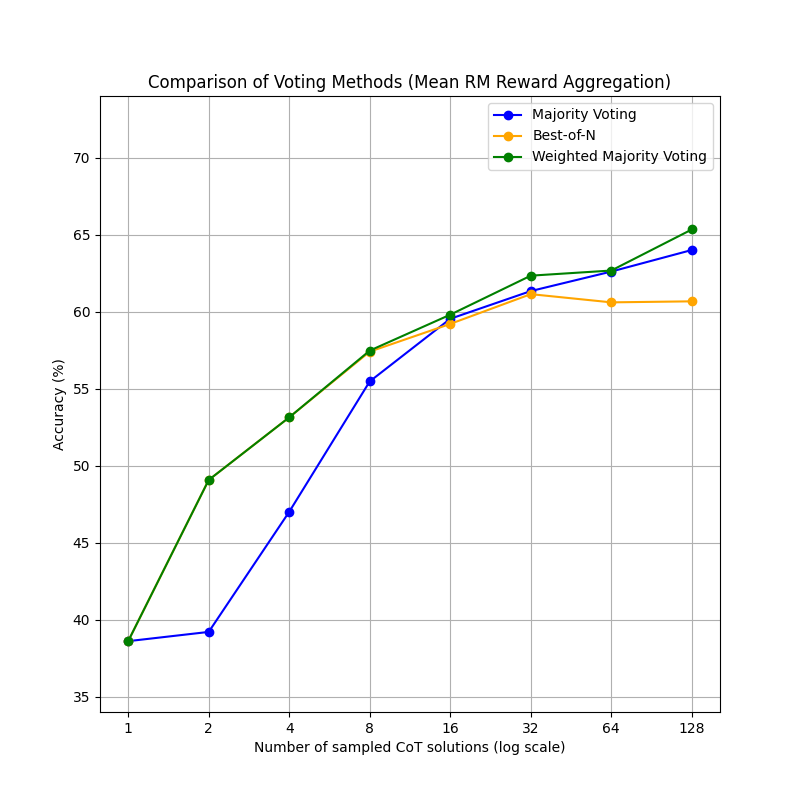 Comparison of Voting Methods (Mean RM Reward Aggregation)
Majority Voting
Best-of-N
Weighted Majority Voting
Accuracy (%)
70
65
60
55
50
45
40
35
1 2 4 8 16 32 64 128
Number of sampled CoT solutions (log scale)